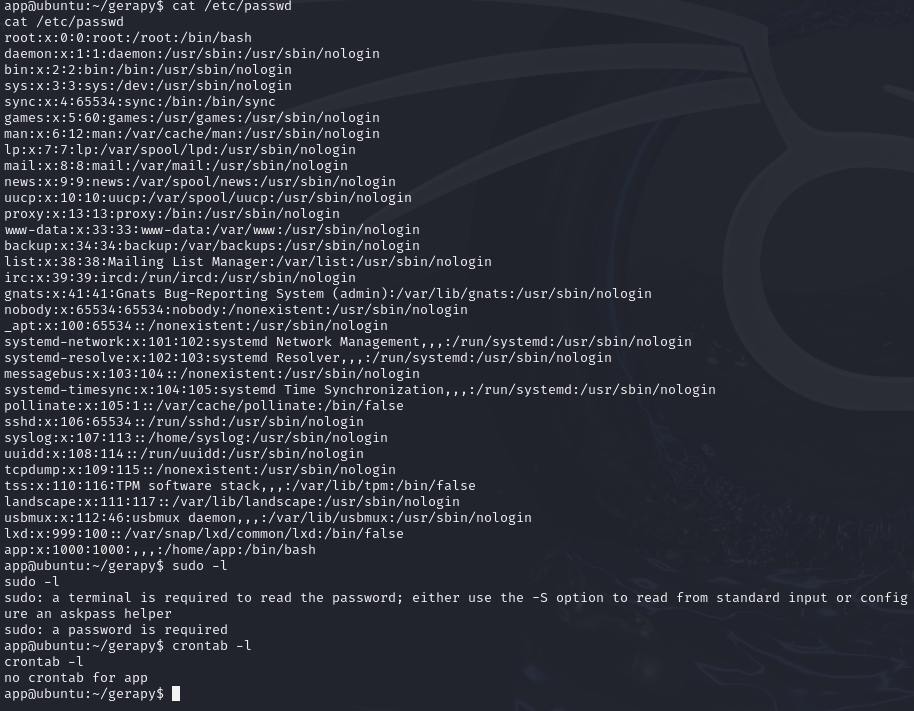 app@ubuntu:~/gerapy$ cat /etc/passwd
cat /etc/passwd
root:x:0:0:root:/root:/bin/bash
daemon:x:1:1:daemon:/usr/sbin:/usr/sbin/nologin
bin:x:2:2:bin:/bin:/usr/sbin/nologin
sys:x:3:3:sys:/dev:/usr/sbin/nologin
sync:x:4:65534:sync:/bin:/bin/sync
games:x:5:60:games:/usr/games:/usr/sbin/nologin
man:x:6:12:man:/var/cache/man:/usr/sbin/nologin
lp:x:7:7:lp:/var/spool/lpd:/usr/sbin/nologin
mail:x:8:8:mail:/var/mail:/usr/sbin/nologin
news:x:9:9:news:/var/spool/news:/usr/sbin/nologin
uucp:x:10:10:uucp:/var/spool/uucp:/usr/sbin/nologin
proxy:x:13:13:proxy:/bin:/usr/sbin/nologin
www-data:x:33:33:www-data:/var/www:/usr/sbin/nologin
backup:x:34:34:backup:/var/backups:/usr/sbin/nologin
list:x:38:38:Mailing List Manager:/var/list:/usr/sbin/nologin
irc:x:39:39:ircd:/run/ircd:/usr/sbin/nologin
gnats:x:41:41:Gnats Bug-Reporting System (admin):/var/lib/gnats:/usr/sbin/nologin
nobody:x:65534:65534:nobody:/nonexistent:/usr/sbin/nologin
_apt:x:100:65534::/nonexistent:/usr/sbin/nologin
systemd-network:x:101:102:systemd Network Management,,,:/run/systemd:/usr/sbin/nologin
systemd-resolve:x:102:103:systemd Resolver,,,:/run/systemd:/usr/sbin/nologin
messagebus:x:103:104::/nonexistent:/usr/sbin/nologin
systemd-timesync:x:104:105:systemd Time Synchronization,,,:/run/systemd:/usr/sbin/nologin
pollinate:x:105:1::/var/cache/pollinate:/bin/false
sshd:x:106:65534::/run/sshd:/usr/sbin/nologin
syslog:x:107:113::/home/syslog:/usr/sbin/nologin
uuidd:x:108:114::/run/uuidd:/usr/sbin/nologin
tcpdump:x:109:115::/nonexistent:/usr/sbin/nologin
tss:x:110:116:TPM software stack,,,:/var/lib/tpm:/bin/false
landscape:x:111:117::/var/lib/landscape:/usr/sbin/nologin
usbmux:x:112:46:usbmux daemon,,,:/var/lib/usbmux:/usr/sbin/nologin
lxd:x:999:100::/var/snap/lxd/common/lxd:/bin/false
app:x:1000:1000:,,,:/home/app:/bin/bash
app@ubuntu:~/gerapy$ sudo -l
sudo -l
sudo: a terminal is required to read the password; either use the -S option to read from standard input or config
ure an askpass helper
sudo: a password is required
app@ubuntu:~/gerapy$ crontab -l
crontab -l
no crontab for app
app@ubuntu:~/gerapy$